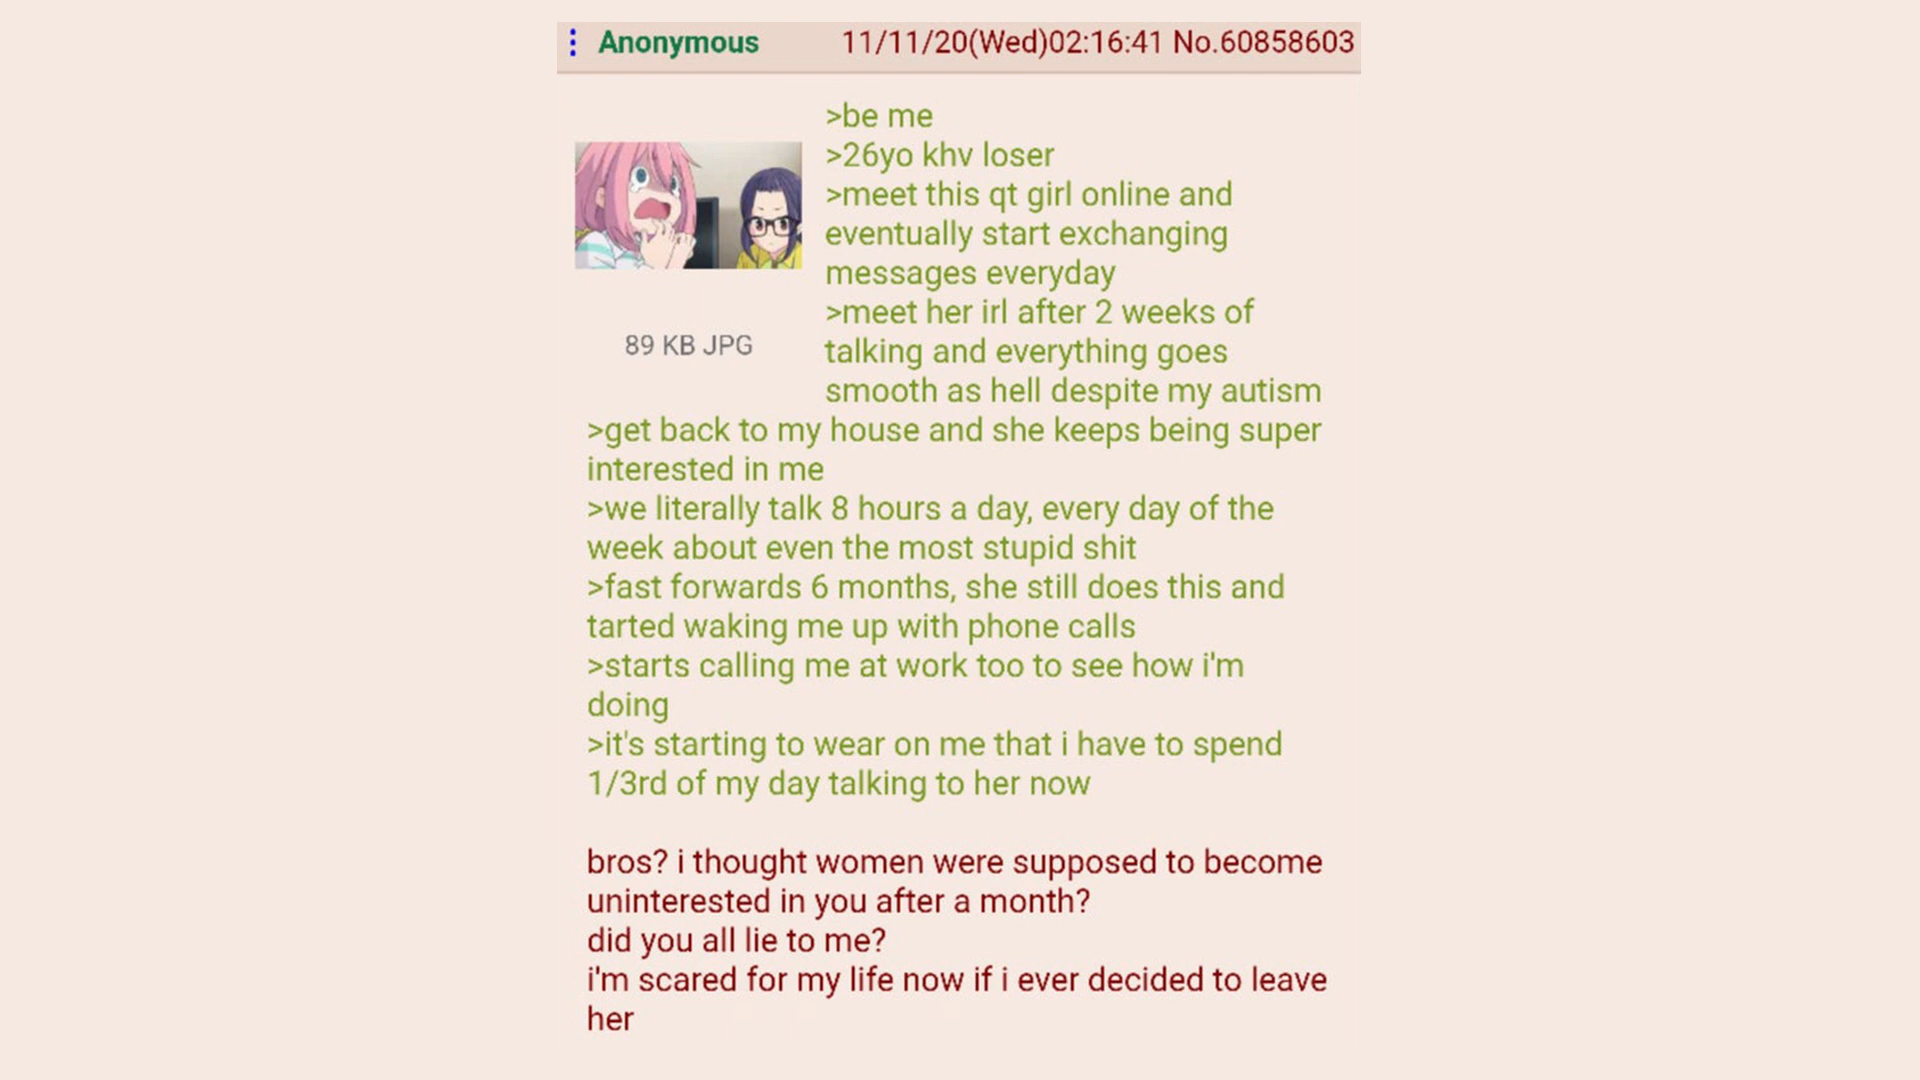 Anonymous 11/11/20(Wed)02:16:41 No.60858603
>be me
>26yo khv loser
>meet this qt girl online and
eventually start exchanging
messages everyday
>meet her irl after 2 weeks of
talking and everything goes
smooth as hell despite my autism
89 KB JPG
>get back to my house and she keeps being super
interested in me
>we literally talk 8 hours a day, every day of the
week about even the most stupid shit
>fast forwards 6 months, she still does this and
tarted waking me up with phone calls
>starts calling me at work too to see how i'm
doing
>it's starting to wear on me that i have to spend
1/3rd of my day talking to her now
bros? i thought women were supposed to become
uninterested in you after a month?
did you all lie to me?
i'm scared for my life now if i ever decided to leave
her